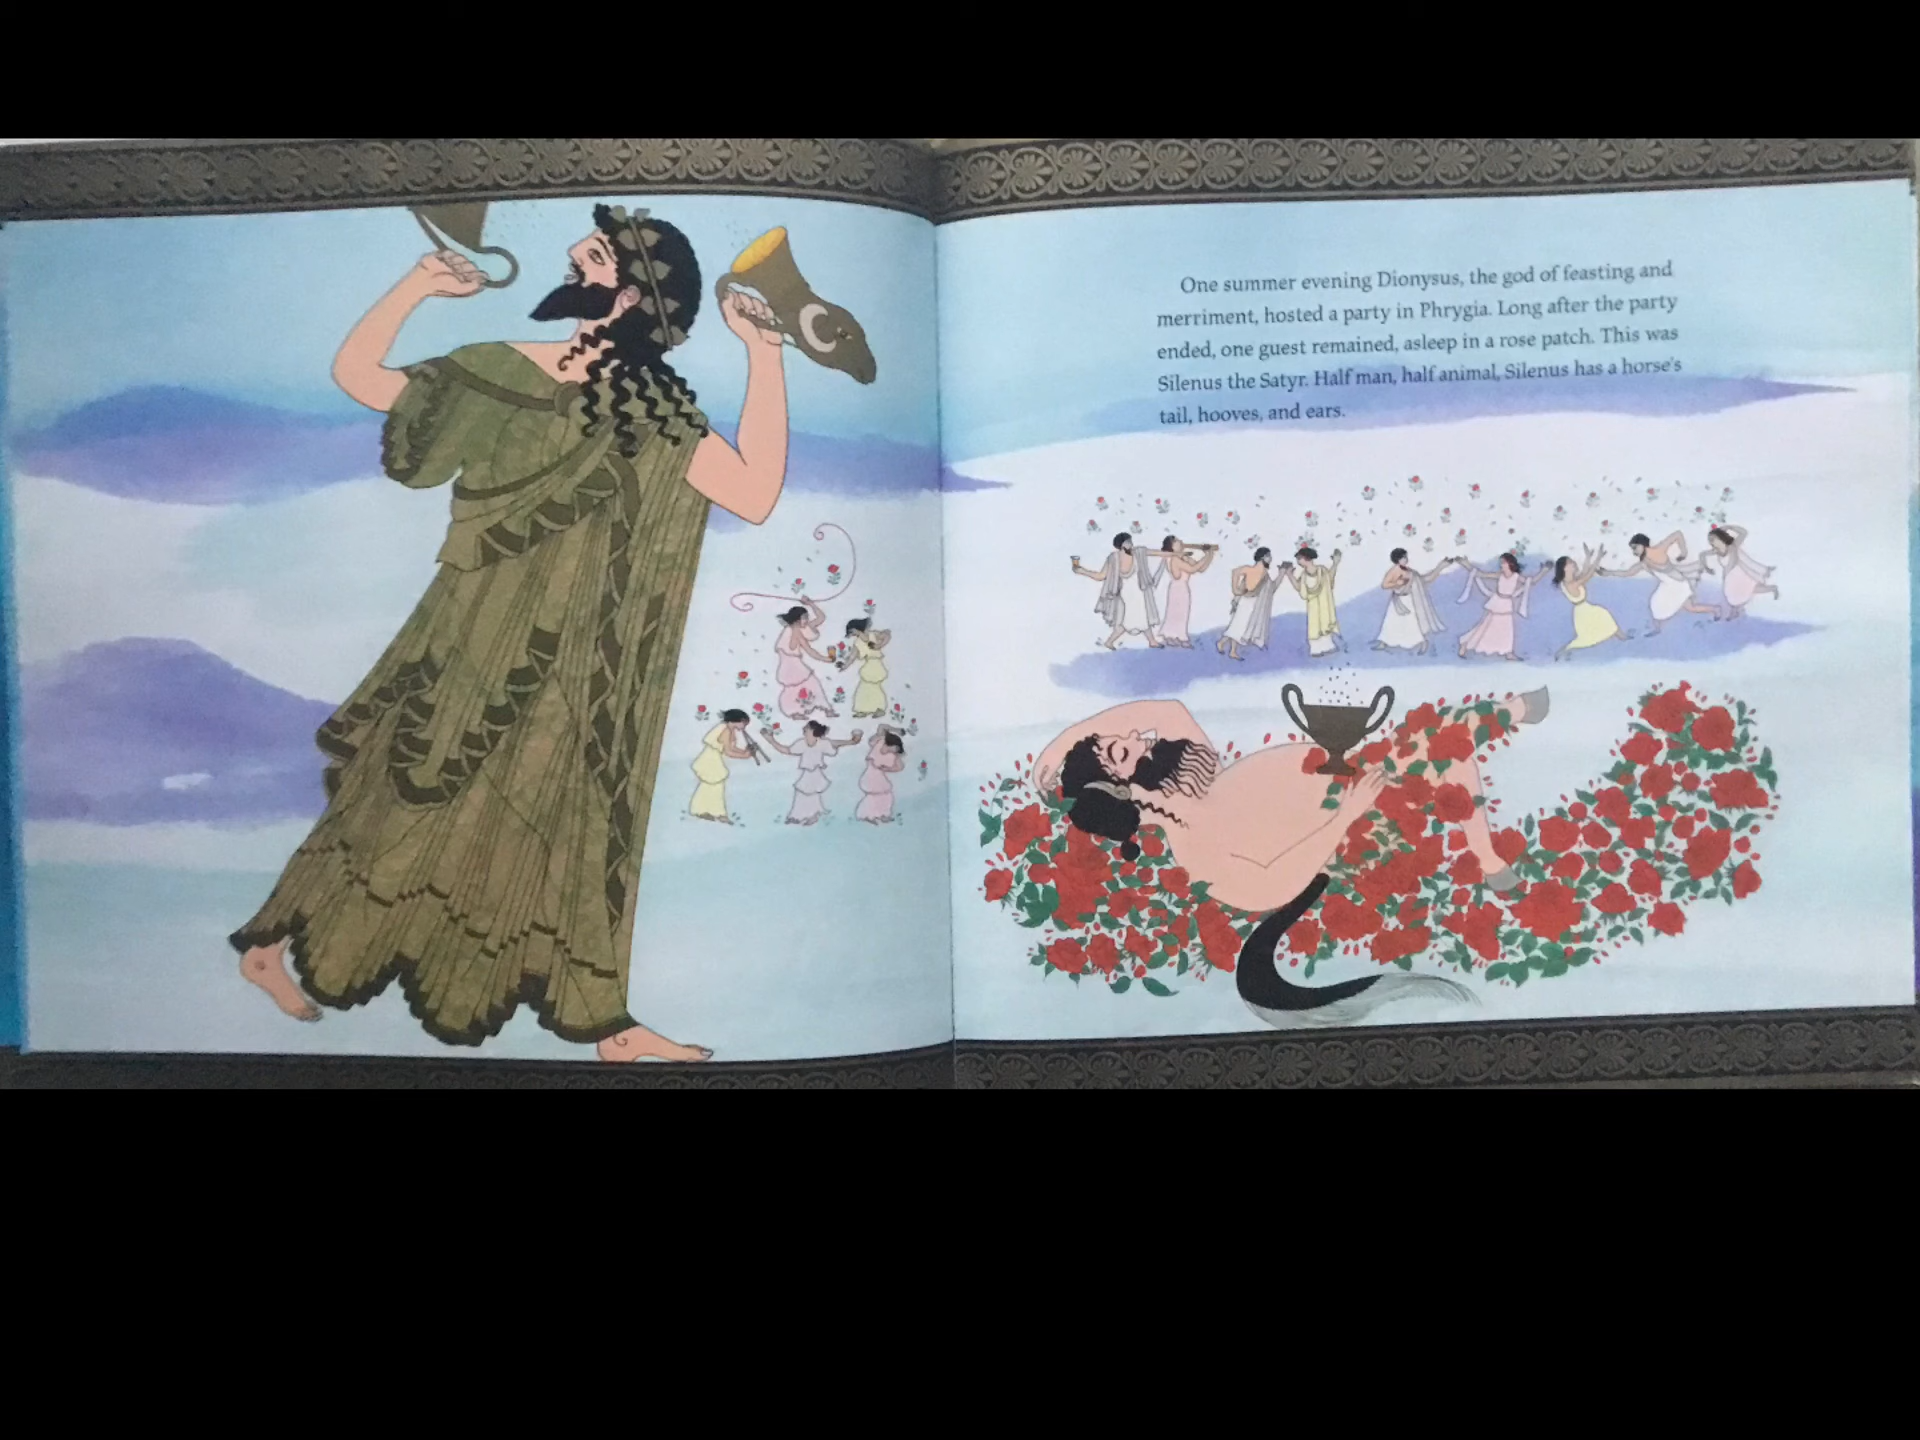 One summer evening Dionysus, the god of feasting and
merriment, hosted a party in Phrygia. Long after the party
ended, one guest remained, asleep in a rose patch. This was
Silenus the Satyr. Half man, half animal, Silenus has a horse's
tail, hooves, and ears.